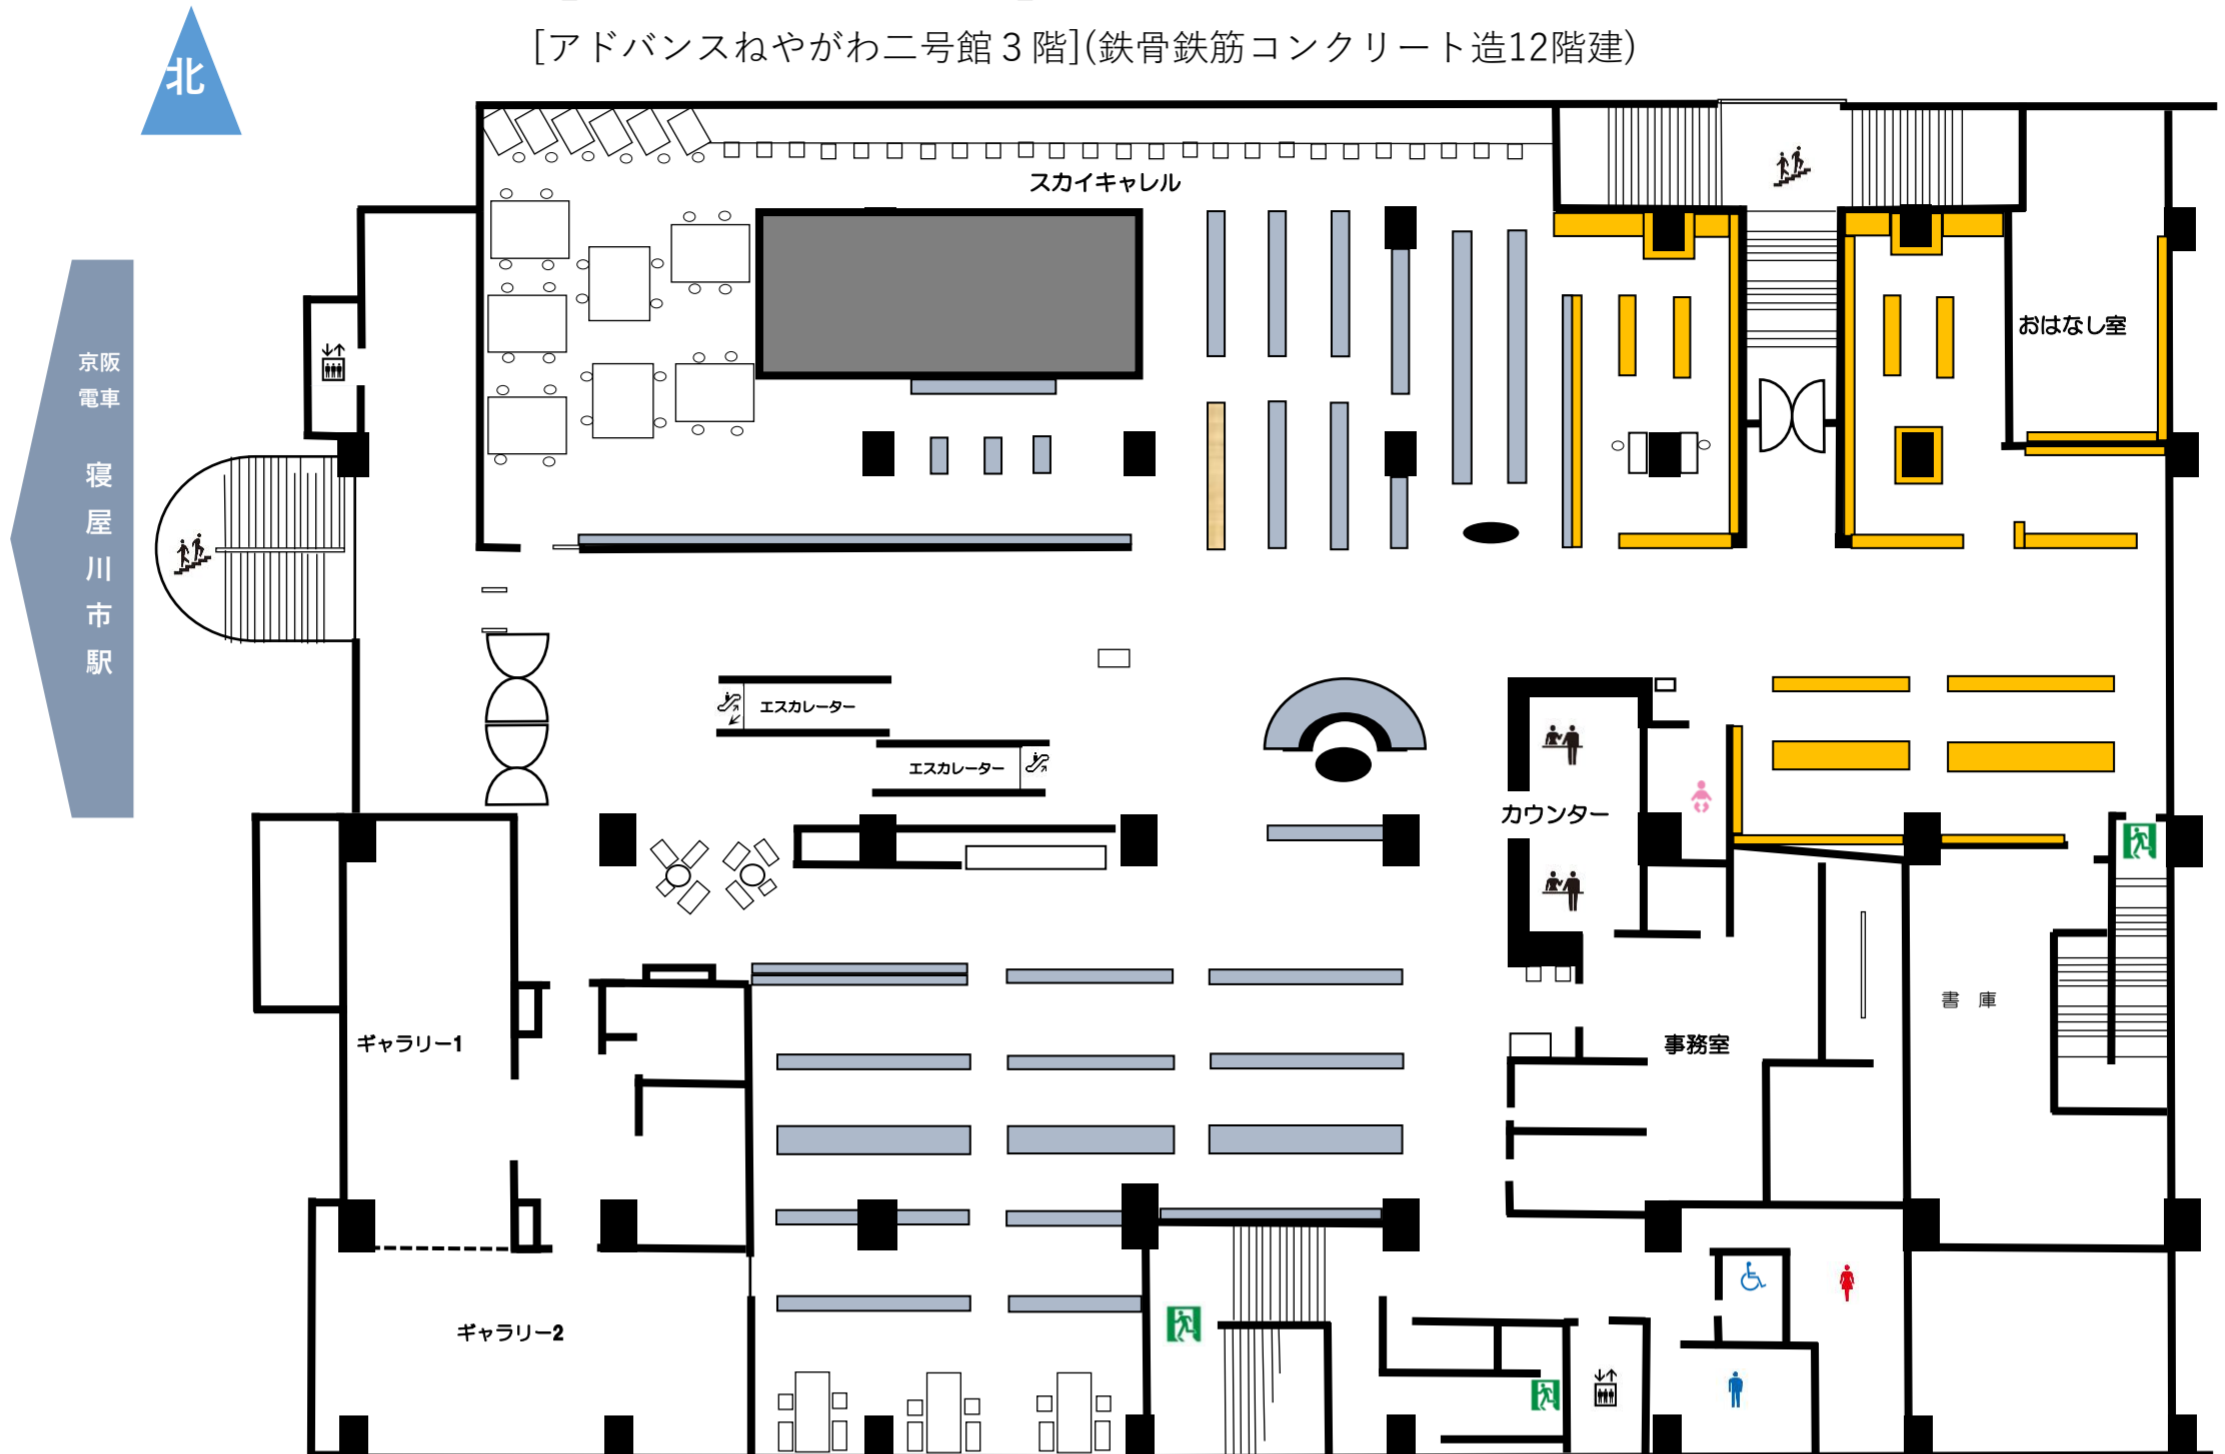 [アドバンスねやがわ二号館３階](鉄骨鉄筋コンクリート造12階建)
北
スカイキャレル
おはなし室
京阪
電車
寝屋川市駅
エスカレーター
エスカレーター
カウンター
書 庫
ギャラリー1
事務室
ギャラリー2